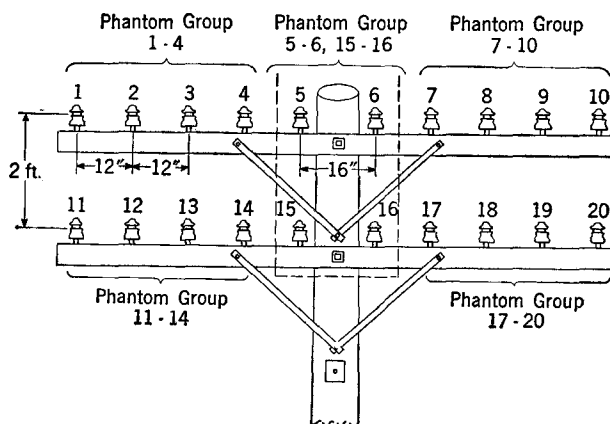 Phantom Group
1 - 4
Phantom Group
5 - 6, 15 - 16
Phantom Group
7 - 10
1 2 3 4 5 6 7 8 9 10
2 ft.
12" 12" 16"
11 12 13 14 15 16 17 18 19 20
Phantom Group
11 - 14
Phantom Group
17 - 20